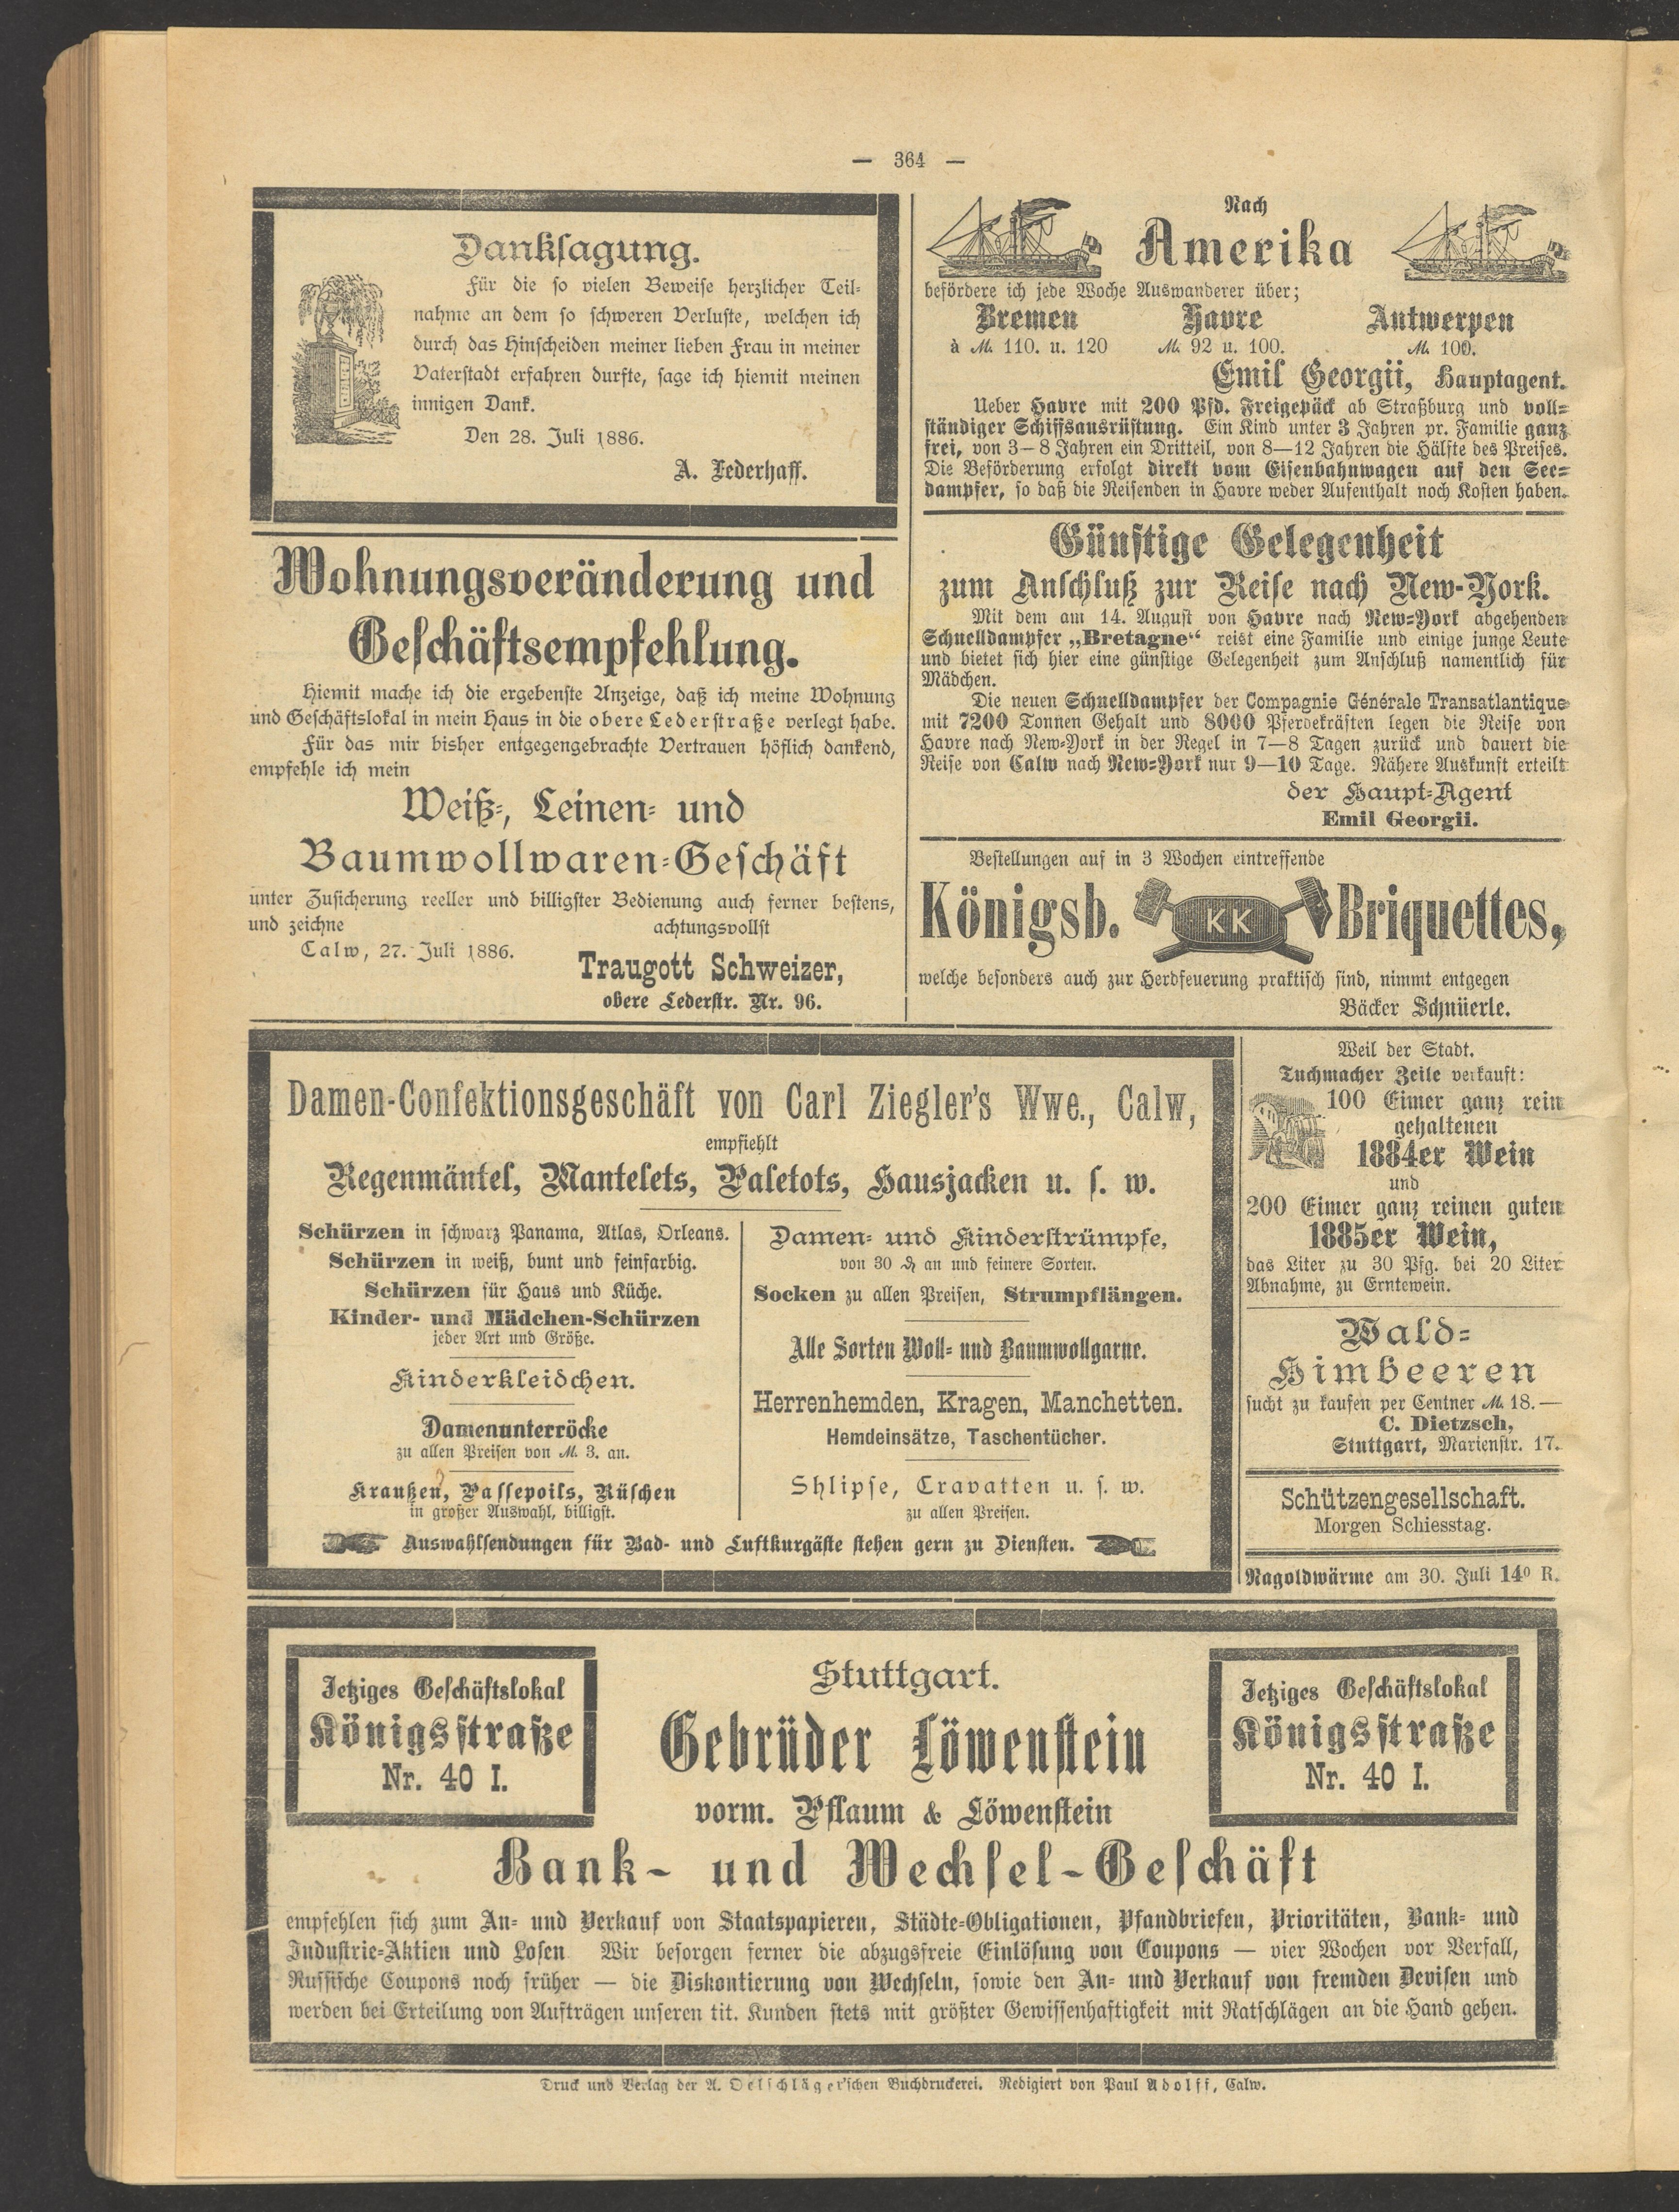 — 364 —
Dankſagung.
Für die ſo vielen Beweiſe herzlicher Teil-
nahme an dem ſo ſchweren Verluſte, welchen ich
durch das Hinſcheiden meiner lieben Frau in meiner
Vaterſtadt erfahren durfte, ſage ich hiemit meinen
innigen Dank.
Den 28. Juli 1886.
A. Federhaff.
Wohnungsveränderung und
Geſchäftsempfehlung.
Hiemit mache ich die ergebenſte Anzeige, daß ich meine Wohnung
und Geſchäftslokal in mein Haus in die obere Lederſtraße verlegt habe.
Für das mir bisher entgegengebrachte Vertrauen höflich dankend,
empfehle ich mein
Weiß-, Leinen- und
Baumwollwaren-Geſchäft
unter Zuſicherung reeller und billigſter Bedienung auch ferner beſtens,
und zeichne achtungsvollſt
Calw, 27. Juli 1886.
Traugott Schweizer,
obere Lederſtr. Nr. 96.
Nach
Amerika
befördere ich jede Woche Auswanderer über;
Bremen Havre Antwerpen
à M. 110. u. 120 M. 92 u. 100. M. 100.
Emil Georgii, Hauptagent.
Ueber Havre mit 200 Pfd. Freigepäck ab Straßburg und voll-
ſtändiger Schiffsausrüſtung. Ein Kind unter 3 Jahren pr. Familie ganz
frei, von 3—8 Jahren ein Dritteil, von 8—12 Jahren die Hälfte des Preiſes.
Die Beförderung erfolgt direkt vom Eiſenbahnwagen auf den See-
dampfer, ſo daß die Reiſenden in Havre weder Aufenthalt noch Koſten haben.
Günſtige Gelegenheit
zum Anſchluß zur Reiſe nach New-York.
Mit dem am 14. Auguſt von Havre nach New-York abgehenden
Schnelldampfer „Bretagne“ reist eine Familie und einige junge Leute
und bietet ſich hier eine günſtige Gelegenheit zum Anſchluß namentlich für
Mädchen.
Die neuen Schnelldampfer der Compagnie Générale Transatlantique
mit 7200 Tonnen Gehalt und 8000 Pferdekräften legen die Reiſe von
Havre nach New-York in der Regel in 7—8 Tagen zurück und dauert die
Reiſe von Calw nach New-York nur 9—10 Tage. Nähere Auskunft erteilt
der Haupt-Agent
Emil Georgii.
Beſtellungen auf in 3 Wochen eintreffende
Königsb. KK Briquettes,
welche beſonders auch zur Herdfeuerung praktiſch ſind, nimmt entgegen
Bäcker Schnüerle.
Damen-Confektionsgeschäft von Carl Ziegler's Wwe., Calw,
empfiehlt
Regenmäntel, Mantelets, Paletots, Hausjacken u. ſ. w.
Schürzen in ſchwarz Panama, Atlas, Orleans.
Schürzen in weiß, bunt und feinfarbig.
Schürzen für Haus und Küche.
Kinder- und Mädchen-Schürzen
jeder Art und Größe.
Kinderkleidchen.
Damenunterröcke
zu allen Preiſen von M. 3. an.
Kraußen, Paſſepoils, Rüſchen
in großer Auswahl, billigſt.
Damen- und Kinderſtrümpfe,
von 30 ₰ an und feinere Sorten.
Socken zu allen Preiſen, Strumpflängen.
Alle Sorten Woll- und Baumwollgarne.
Herrenhemden, Kragen, Manchetten.
Hemdeinsätze, Taschentücher.
Shlipſe, Cravatten u. ſ. w.
zu allen Preiſen.
Auswahlſendungen für Bad- und Luftkurgäſte ſtehen gern zu Dienſten.
Weil der Stadt.
Tuchmacher Zeile verkauft:
100 Eimer ganz rein
gehaltenen
1884er Wein
und
200 Eimer ganz reinen guten
1885er Wein,
das Liter zu 30 Pfg. bei 20 Liter
Abnahme, zu Erntewein.
Wald-
Himbeeren
ſucht zu kaufen per Centner M. 18.—
C. Dietzsch,
Stuttgart, Marienſtr. 17.
Schützengesellschaft.
Morgen Schiesstag.
Nagoldwärme am 30. Juli 14⁰ R.
Jetziges Geſchäftslokal
Königsſtraße
Nr. 40 I.
Stuttgart.
Gebrüder Löwenſtein
vorm. Pflaum & Löwenſtein
Jetziges Geſchäftslokal
Königsſtraße
Nr. 40 I.
Bank- und Wechſel-Geſchäft
empfehlen ſich zum An- und Verkauf von Staatspapieren, Städte-Obligationen, Pfandbriefen, Prioritäten, Bank- und
Induſtrie-Aktien und Loſen Wir beſorgen ferner die abzugsfreie Einlöſung von Coupons — vier Wochen vor Verfall,
Ruſſiſche Coupons noch früher — die Diskontierung von Wechſeln, ſowie den An- und Verkauf von fremden Deviſen und
werden bei Erteilung von Aufträgen unſeren tit. Kunden ſtets mit größter Gewiſſenhaftigkeit mit Ratſchlägen an die Hand gehen.
Druck und Verlag der A. Oelſchläger'ſchen Buchdruckerei. Redigiert von Paul Adolff, Calw.